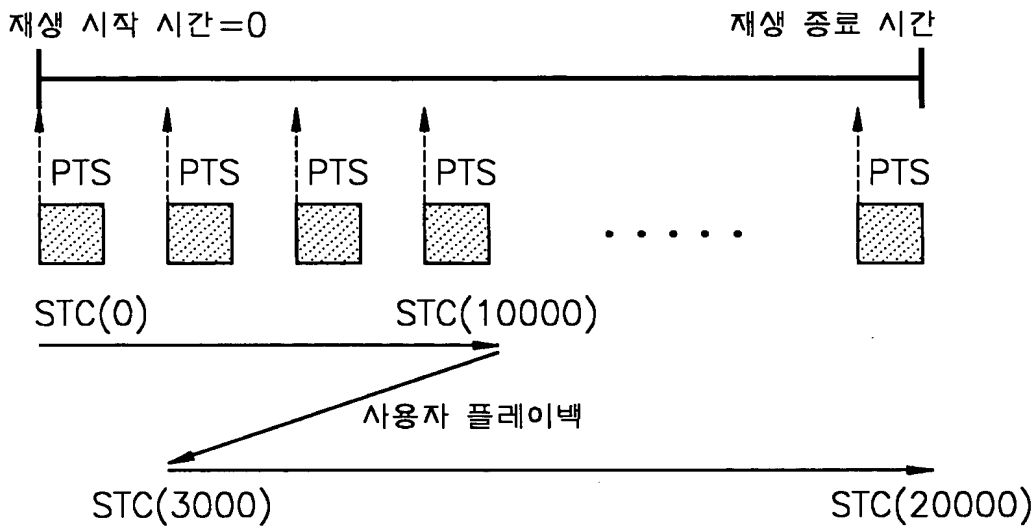 재생 시작 시간=0
재생 종료 시간
PTS
PTS
PTS
PTS
PTS
STC(0)
STC(10000)
사용자 플레이백
STC(3000)
STC(20000)